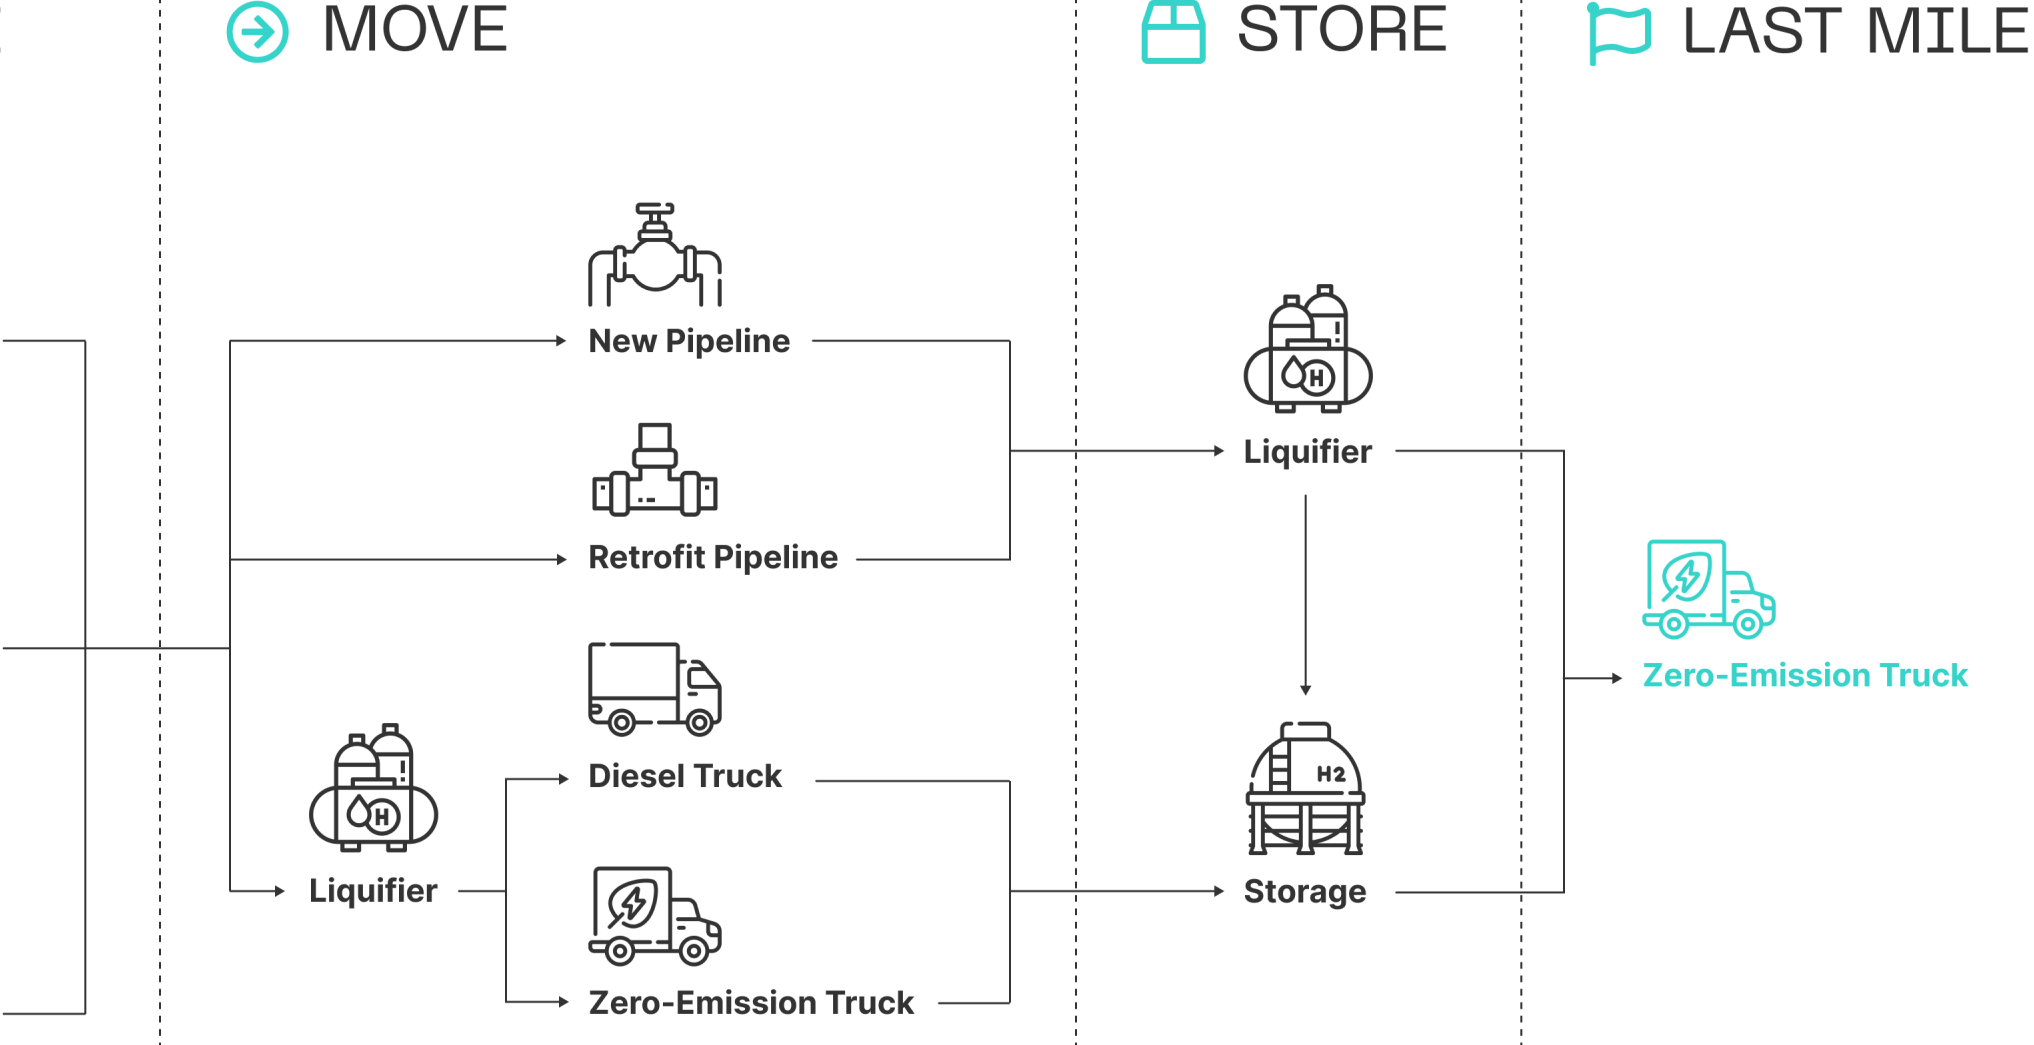 MOVE
STORE
LAST MILE
New Pipeline
H
Liquifier
Retrofit Pipeline
Zero-Emission Truck
Diesel Truck
H2
H
Liquifier
Storage
Zero-Emission Truck